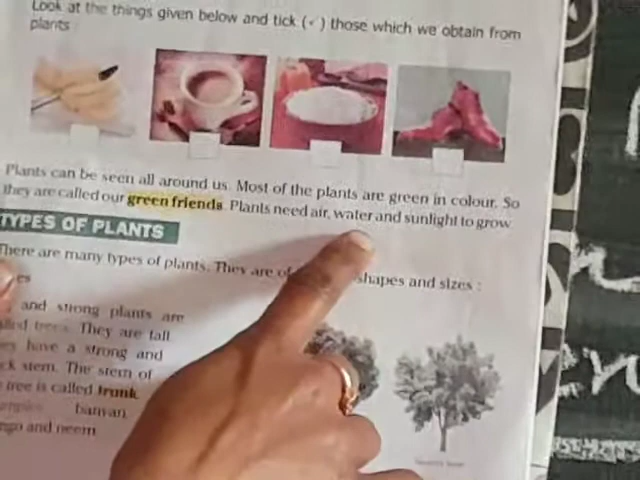 Look at the things given below and tick (✓) those which we obtain from
plants
Plants can be seen all around us. Most of the plants are green in colour. So
they are called our green friends. Plants need air, water and sunlight to grow
TYPES OF PLANTS
There are many types of plants. They are of shapes and sizes :
and strong plants are
trees. They are tall
have a strong and
stem. The stem of
tree is called trunk
banyan
and neem